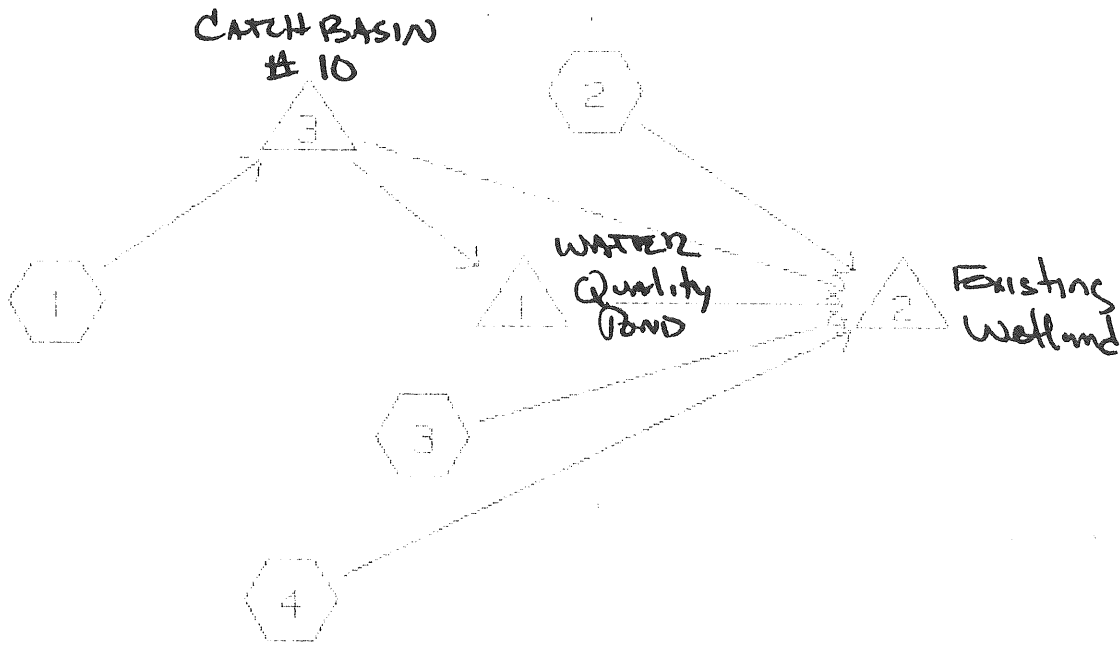 CATCH BASIN
# 10
3
2
1
WATER
Quality
POND
1
2
Existing
Wetland
3
4